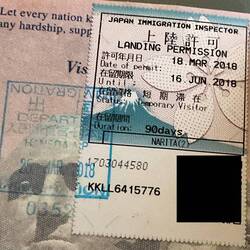 Let every nation k
any hardship, supp
Vis
JAPAN IMMIGRATION INSPECTOR
上陸許可
LANDING PERMISSION
許可年月日 18. MAR 2018
Date of permit:
在留期限 16. JUN 2018
Until:
在留資格 短期滞在
Status: Temporary Visitor
在留期間
Duration: 90days
NARITA(2)
1703044580
KKLL6415776
DEPART
2018